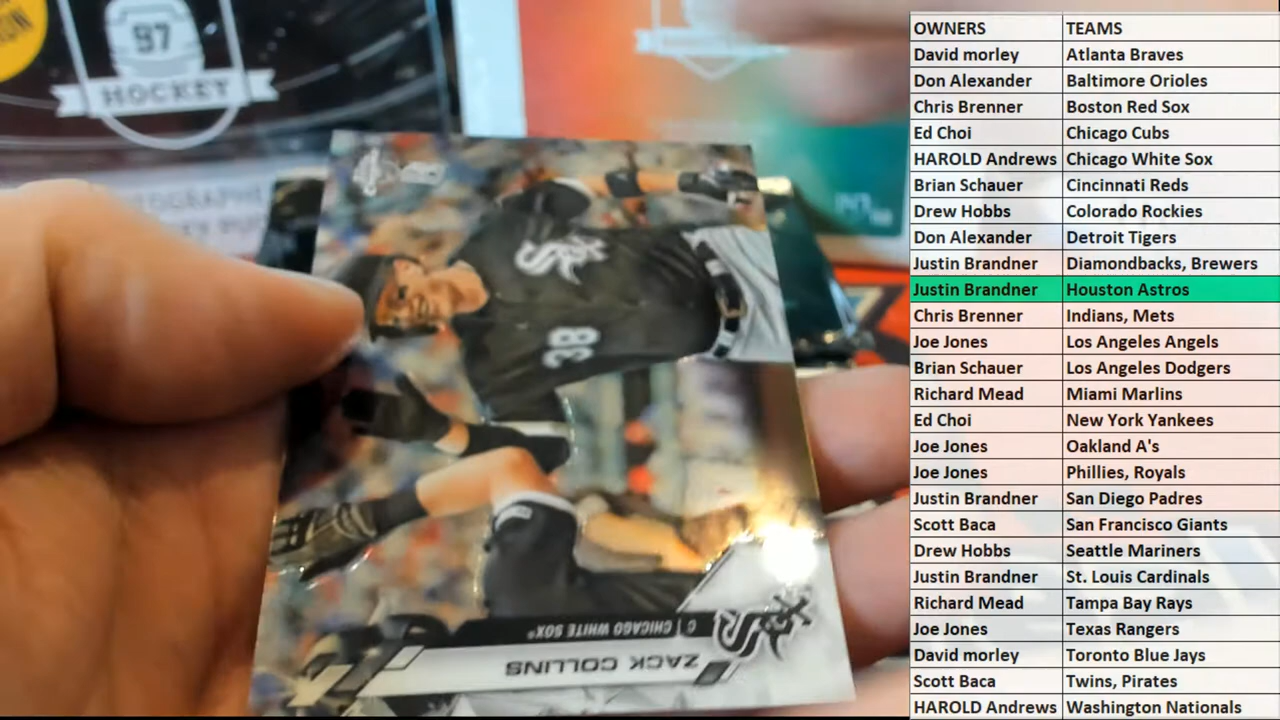 97
HOCKEY
38
C | CHICAGO WHITE SOX®
ZACK COLLINS
OWNERS TEAMS
David morley Atlanta Braves
Don Alexander Baltimore Orioles
Chris Brenner Boston Red Sox
Ed Choi Chicago Cubs
HAROLD Andrews Chicago White Sox
Brian Schauer Cincinnati Reds
Drew Hobbs Colorado Rockies
Don Alexander Detroit Tigers
Justin Brandner Diamondbacks, Brewers
Justin Brandner Houston Astros
Chris Brenner Indians, Mets
Joe Jones Los Angeles Angels
Brian Schauer Los Angeles Dodgers
Richard Mead Miami Marlins
Ed Choi New York Yankees
Joe Jones Oakland A's
Joe Jones Phillies, Royals
Justin Brandner San Diego Padres
Scott Baca San Francisco Giants
Drew Hobbs Seattle Mariners
Justin Brandner St. Louis Cardinals
Richard Mead Tampa Bay Rays
Joe Jones Texas Rangers
David morley Toronto Blue Jays
Scott Baca Twins, Pirates
HAROLD Andrews Washington Nationals